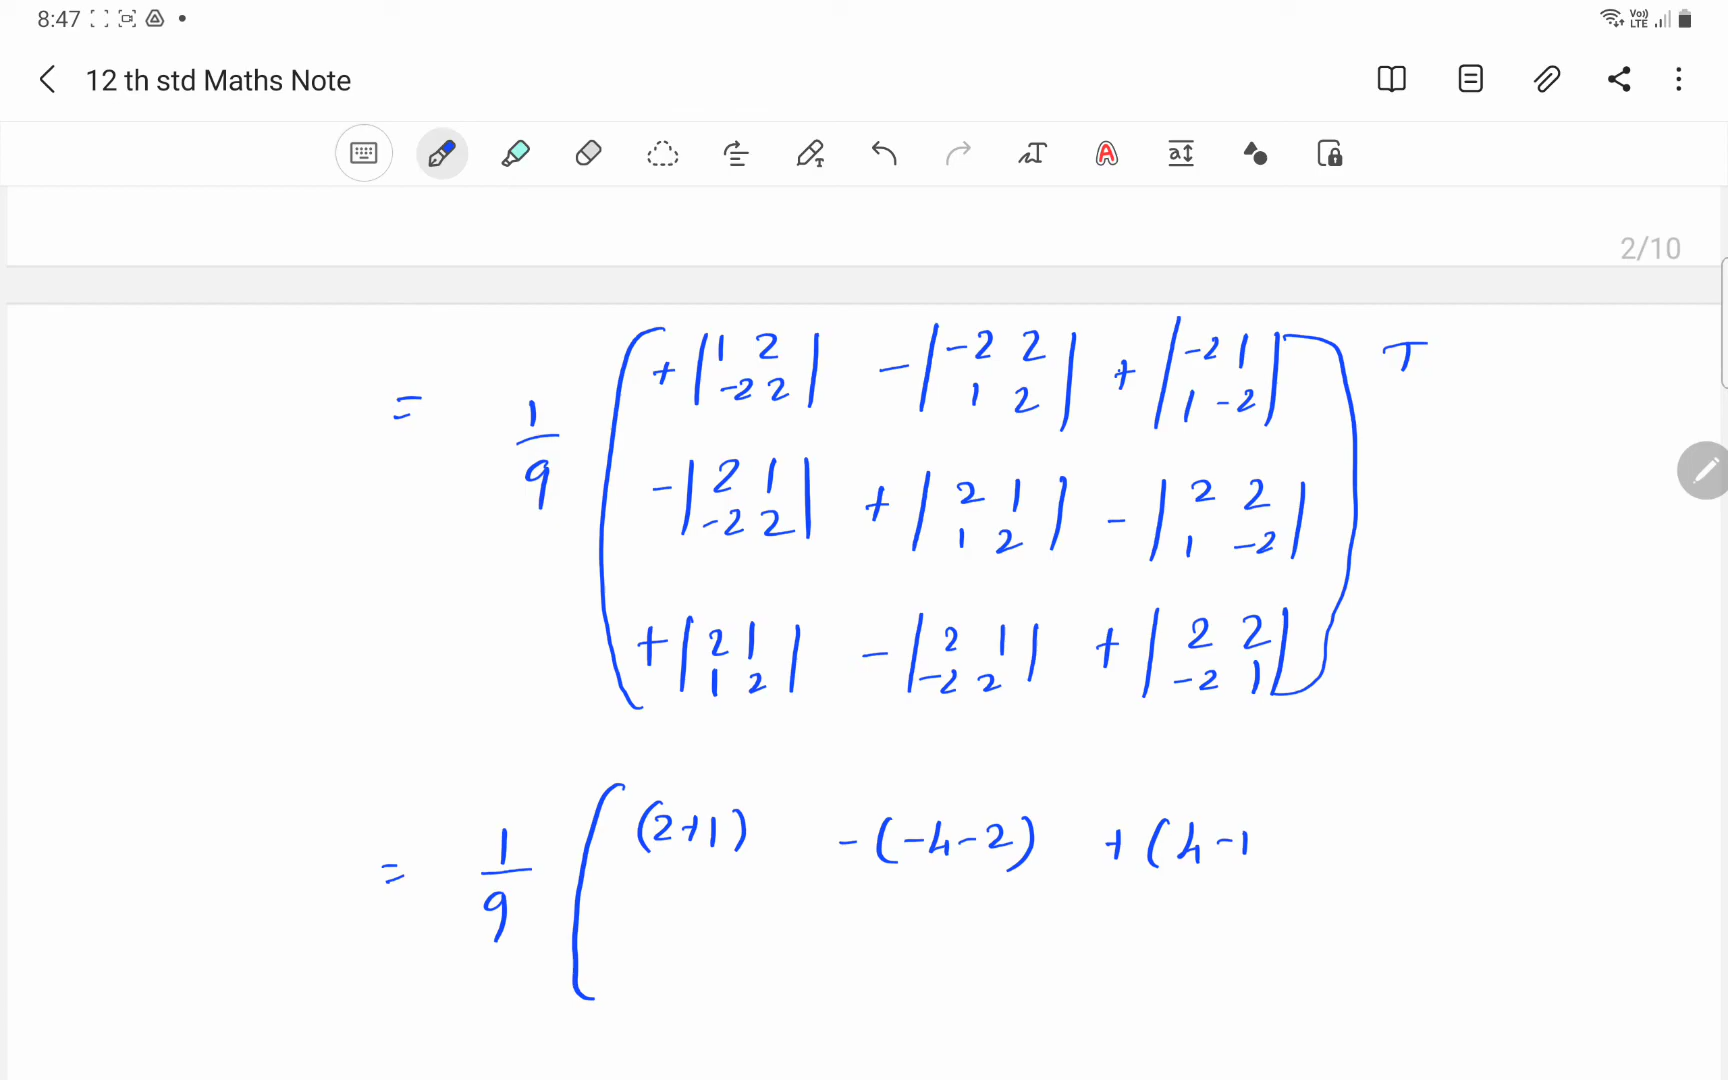 8:47
Vo)) LTE
12 th std Maths Note
2/10
= 1/9 ( +|1 2| -|-2 2| +|-2 1| ) T
|-2 2| |1 2| |1 -2|
-|2 1| +|2 1| -|2 2|
|-2 2| |1 2| |1 -2|
+|2 1| -|2 1| +|2 2|
|1 2| |-2 2| |-2 1|
= 1/9 ( (2+1) -(-4-2) +(4-1